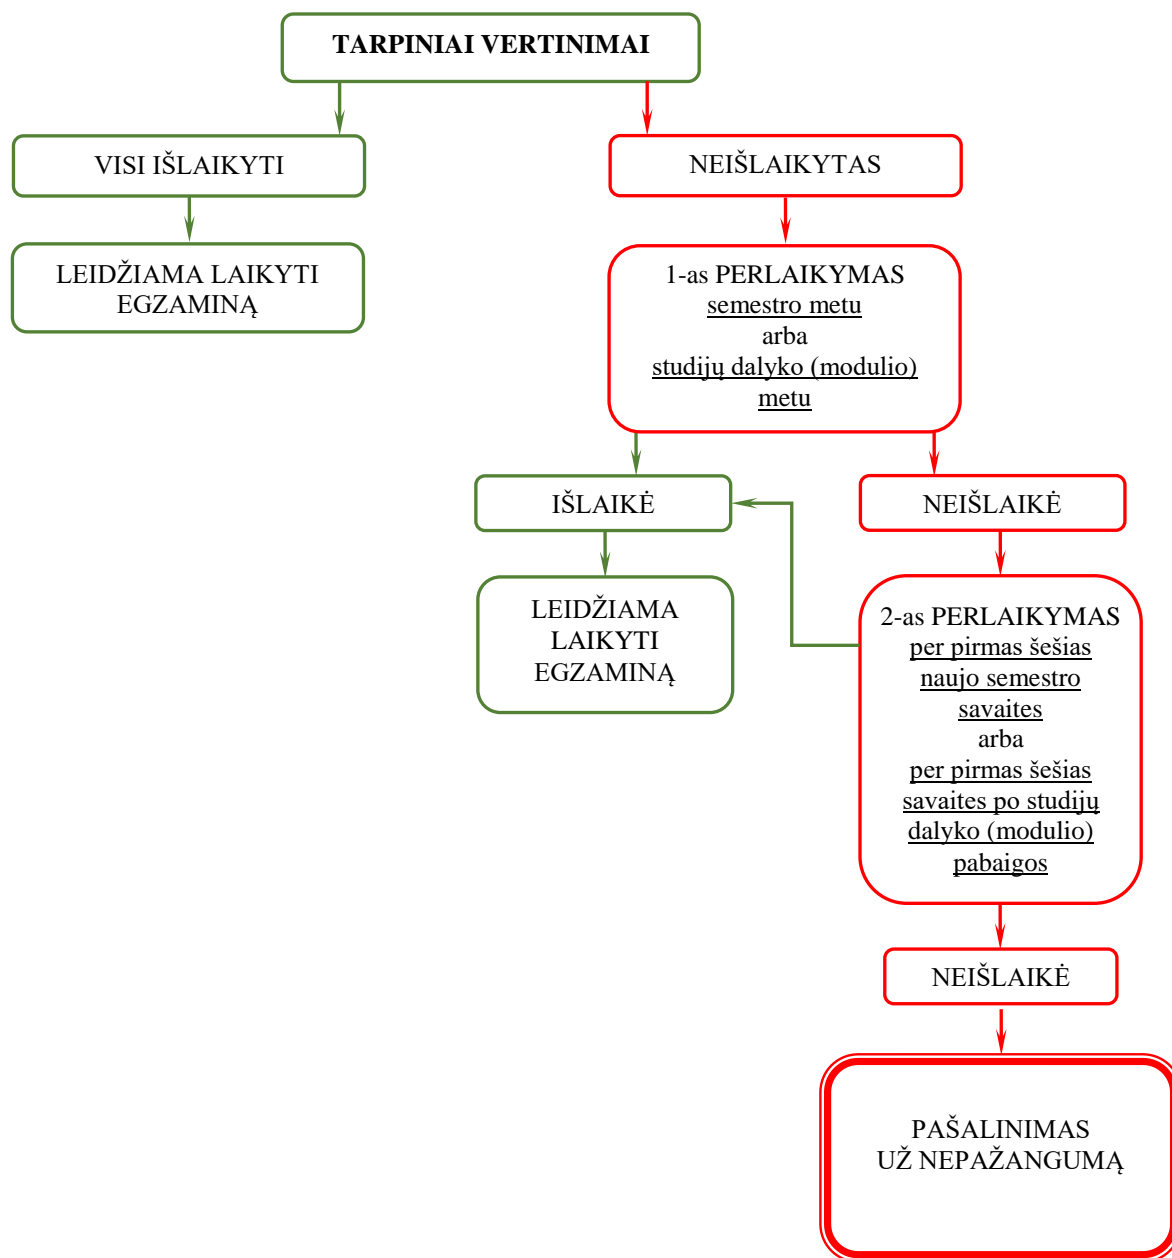 TARPINIAI VERTINIMAI
VISI IŠLAIKYTI
NEIŠLAIKYTAS
LEIDŽIAMA LAIKYTI
EGZAMINĄ
1-as PERLAIKYMAS
semestro metu
arba
studijų dalyko (modulio)
metu
IŠLAIKĖ
NEIŠLAIKĖ
LEIDŽIAMA
LAIKYTI
EGZAMINĄ
2-as PERLAIKYMAS
per pirmas šešias
naujo semestro
savaites
arba
per pirmas šešias
savaites po studijų
dalyko (modulio)
pabaigos
NEIŠLAIKĖ
PAŠALINIMAS
UŽ NEPAŽANGUMĄ